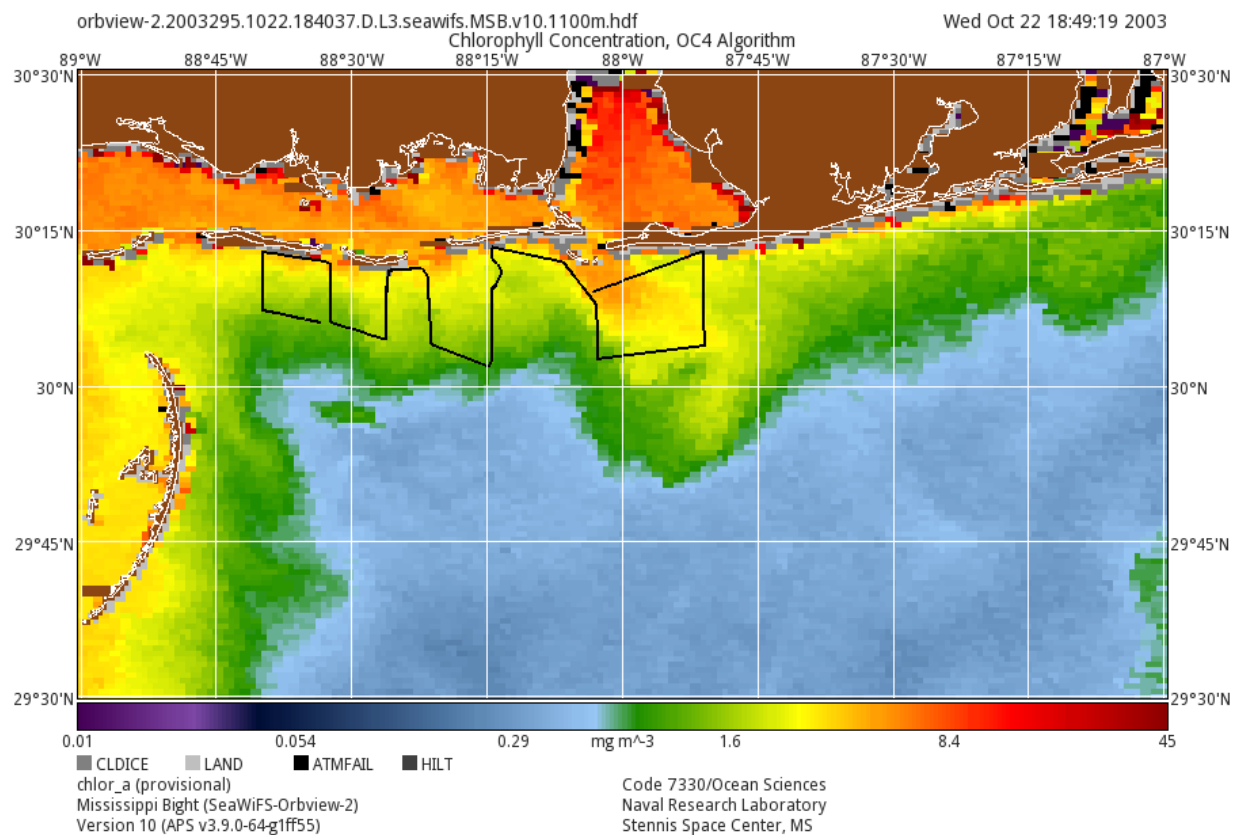 orbview-2.2003295.1022.184037.D.L3.seawifs.MSB.v10.1100m.hdf Wed Oct 22 18:49:19 2003
Chlorophyll Concentration, OC4 Algorithm
89°W 88°45'W 88°30'W 88°15'W 88°W 87°45'W 87°30'W 87°15'W 87°W
30°30'N 30°30'N
30°15'N 30°15'N
30°N 30°N
29°45'N 29°45'N
29°30'N 29°30'N
0.01 0.054 0.29 mg m^-3 1.6 8.4 45
CLDICE LAND ATMFAIL HILT
chlor_a (provisional) Code 7330/Ocean Sciences
Mississippi Bight (SeaWiFS-Orbview-2) Naval Research Laboratory
Version 10 (APS v3.9.0-64-g1ff55) Stennis Space Center, MS